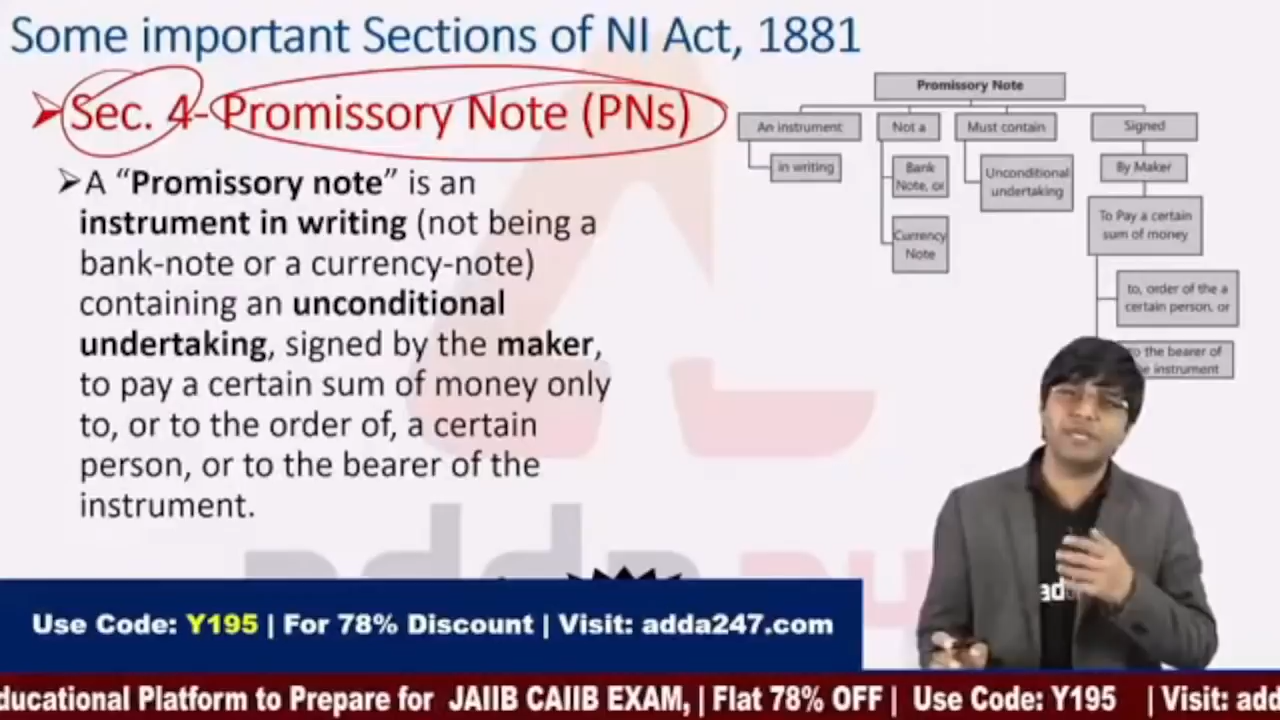 Some important Sections of NI Act, 1881
Sec. 4- Promissory Note (PNs)
A “Promissory note” is an
instrument in writing (not being a
bank-note or a currency-note)
containing an unconditional
undertaking, signed by the maker,
to pay a certain sum of money only
to, or to the order of, a certain
person, or to the bearer of the
instrument.
Promissory Note
An instrument
in writing
Not a
Bank
Note, or
Currency
Note
Must contain
Unconditional
undertaking
Signed
By Maker
To Pay a certain
sum of money
to, order of the a
certain person, or
the bearer of
instrument
Use Code: Y195 | For 78% Discount | Visit: adda247.com
ducational Platform to Prepare for JAIIB CAIIB EXAM, | Flat 78% OFF | Use Code: Y195 | Visit: add